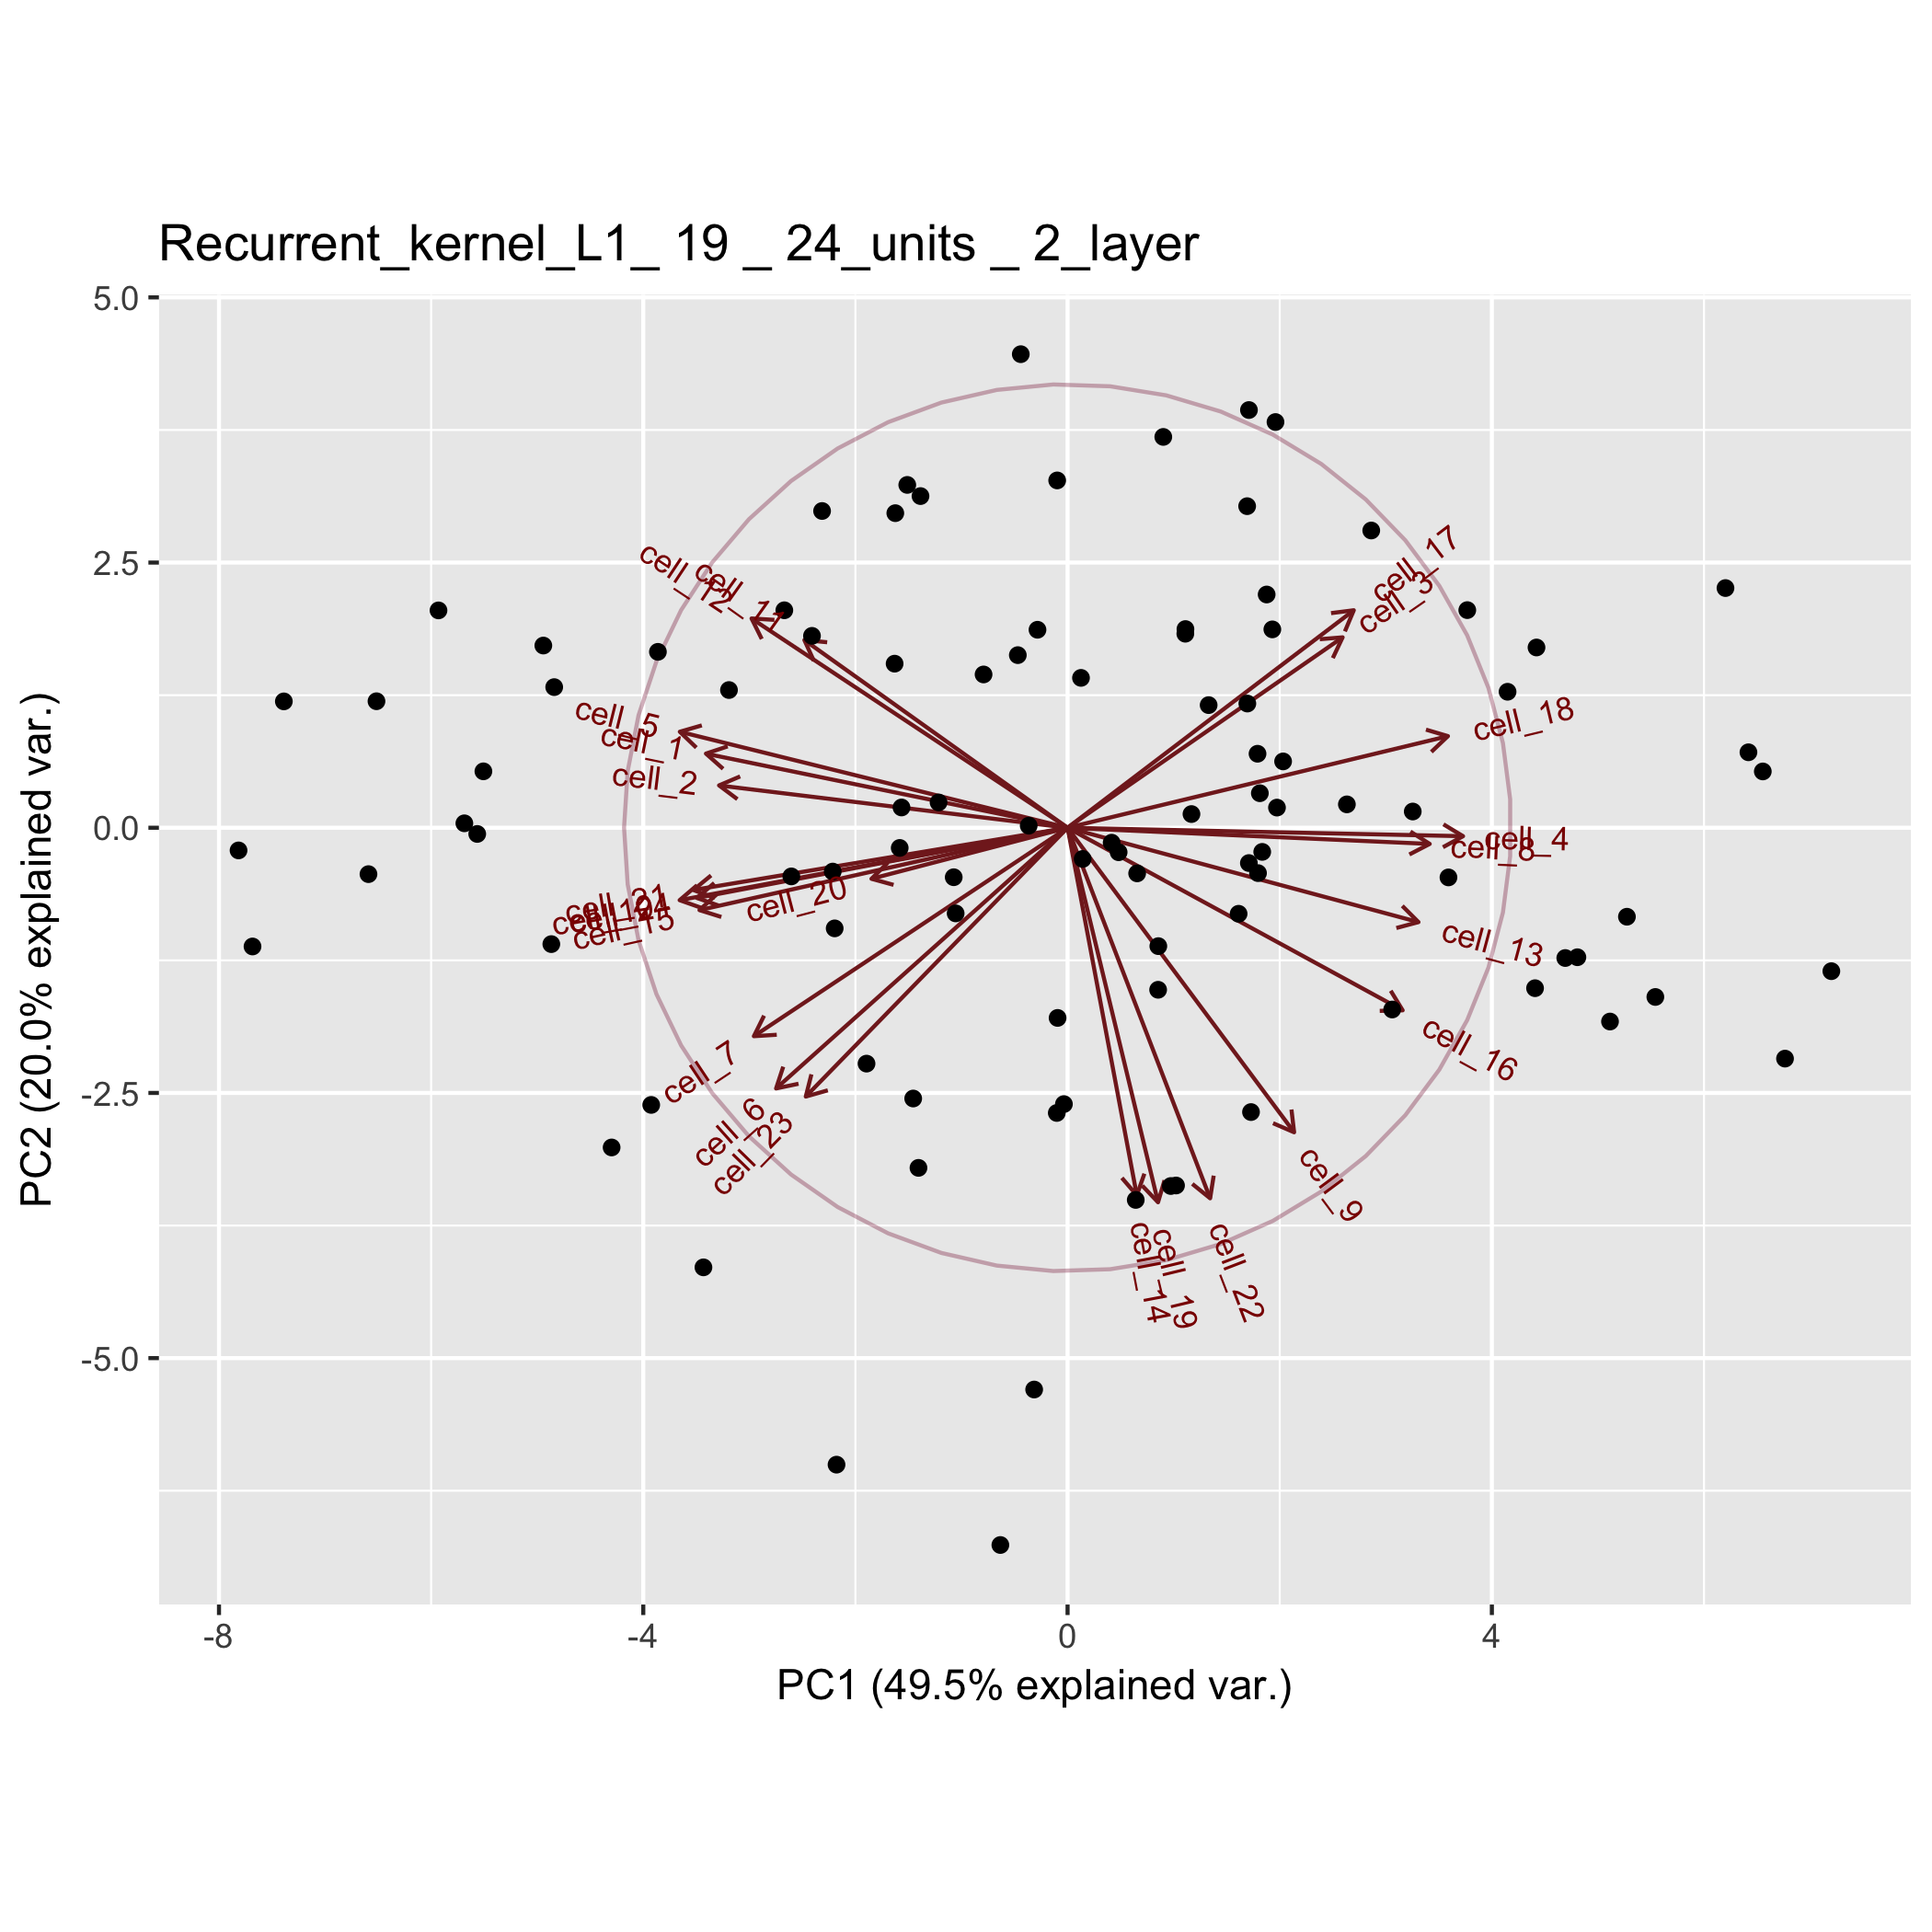 Recurrent_kernel_L1_ 19 _ 24_units _ 2_layer
5.0
2.5
0.0
-2.5
-5.0
PC2 (20.0% explained var.)
cell_17
cell_3
cell_18
cell_5
cell_1
cell_2
cell_4
cell_8
cell_20
cell_13
cell_16
cell_7
cell_6
cell_23
cell_9
cell_14
cell_19
cell_22
-8
-4
0
4
PC1 (49.5% explained var.)